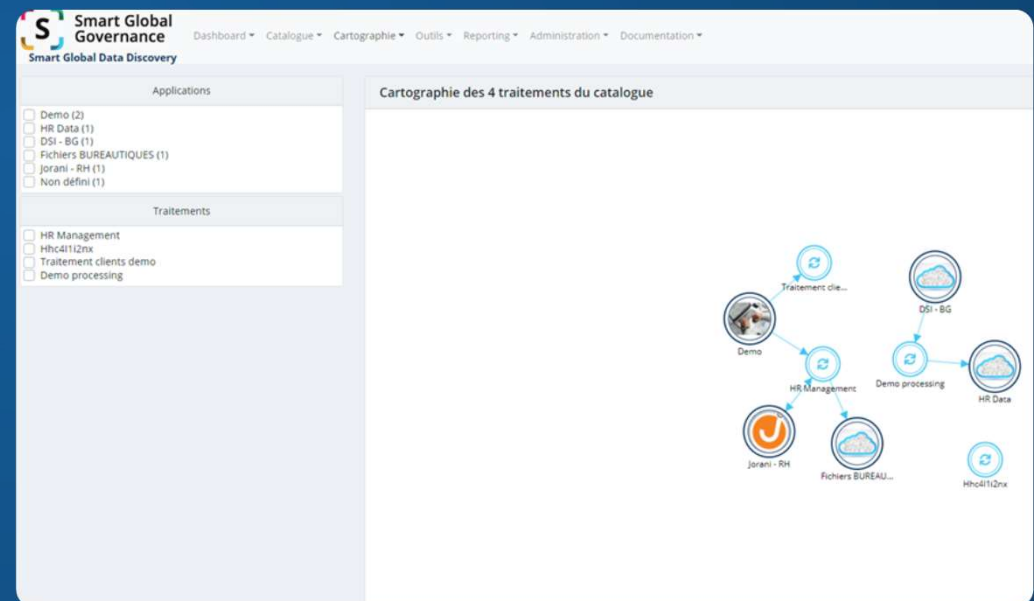 S
Smart Global
Governance
Smart Global Data Discovery
Dashboard Catalogue Cartographie Outils Reporting Administration Documentation
Applications
Demo (2)
HR Data (1)
DSI - BG (1)
Fichiers BUREAUTIQUES (1)
Jorani - RH (1)
Non défini (1)
Traitements
HR Management
Hhc4l1i2nx
Traitement clients demo
Demo processing
Cartographie des 4 traitements du catalogue
Traitement clie...
DSI - BG
Demo
HR Management
Demo processing
HR Data
Jorani - RH
Fichiers BUREAU...
Hhc4l1i2nx